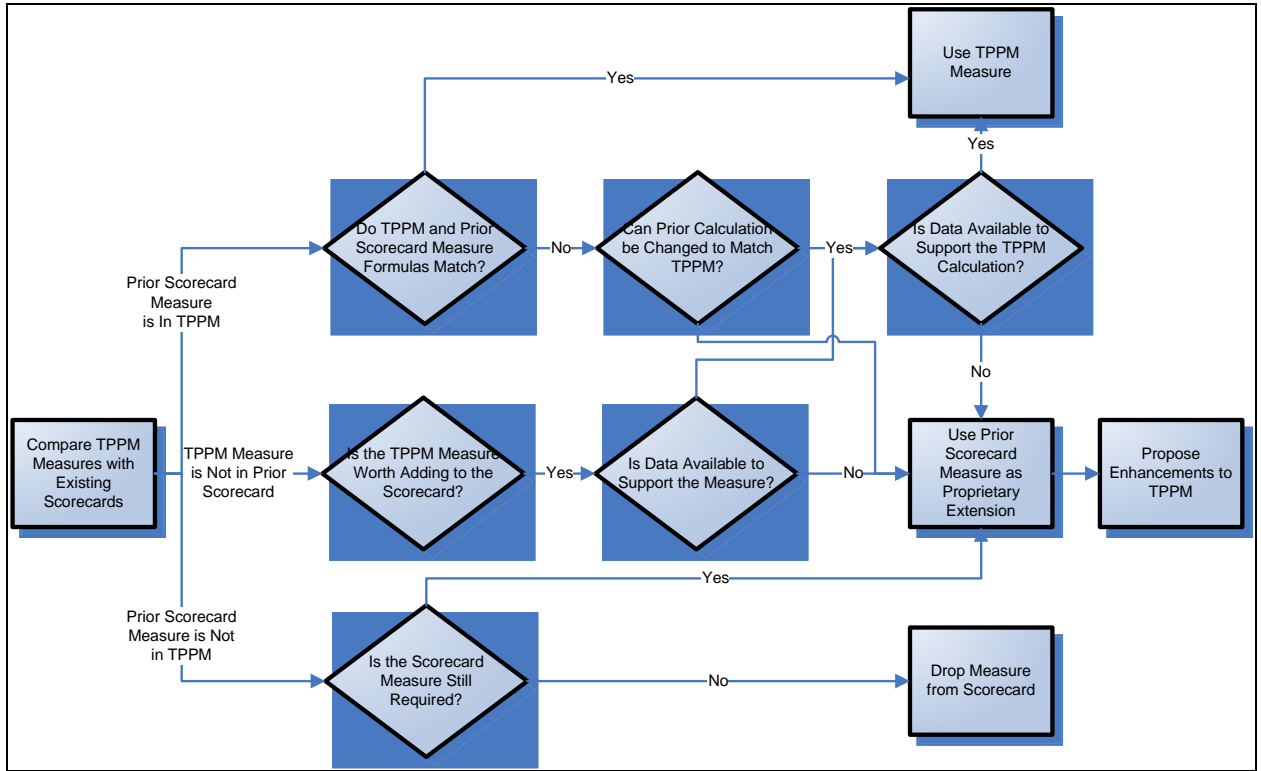 Use TPPM
Measure
Yes
Yes
Do TPPM and Prior
Scorecard Measure
Formulas Match?
No
Can Prior Calculation
be Changed to Match
TPPM?
Yes
Is Data Available to
Support the TPPM
Calculation?
Prior Scorecard
Measure
is In TPPM
No
Compare TPPM
Measures with
Existing
Scorecards
TPPM Measure
is Not in Prior
Scorecard
Is the TPPM Measure
Worth Adding to the
Scorecard?
Yes
Is Data Available to
Support the Measure?
No
Use Prior
Scorecard
Measure as
Proprietary
Extension
Propose
Enhancements to
TPPM
Yes
Prior Scorecard
Measure is Not
in TPPM
Is the Scorecard
Measure Still
Required?
No
Drop Measure
from Scorecard